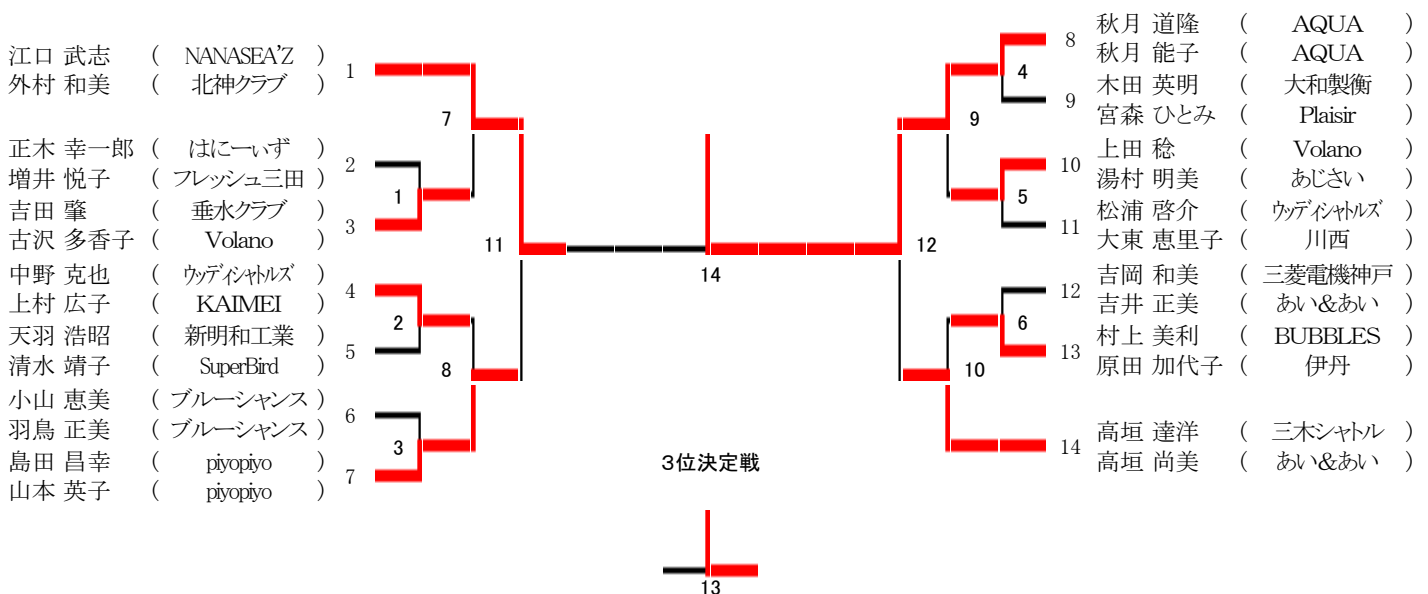 江口 武志 ( NANASEA'Z ) 1
外村 和美 ( 北神クラブ )
正木 幸一郎 ( はにーぃず ) 2
増井 悦子 ( フレッシュ三田 )
吉田 肇 ( 垂水クラブ ) 3
古沢 多香子 ( Volano )
中野 克也 ( ウッディシャトルズ ) 4
上村 広子 ( KAIMEI )
天羽 浩昭 ( 新明和工業 ) 5
清水 靖子 ( SuperBird )
小山 恵美 ( ブルーシャンス ) 6
羽鳥 正美 ( ブルーシャンス )
島田 昌幸 ( piyopiyo ) 7
山本 英子 ( piyopiyo )
7
1
11
2
8
3
14
3位決定戦
13
4
9
5
12
6
10
8 秋月 道隆 ( AQUA )
秋月 能子 ( AQUA )
9 木田 英明 ( 大和製衡 )
宮森 ひとみ ( Plaisir )
10 上田 稔 ( Volano )
湯村 明美 ( あじさい )
11 松浦 啓介 ( ウッディシャトルズ )
大東 恵里子 ( 川西 )
12 吉岡 和美 ( 三菱電機神戸 )
吉井 正美 ( あい&あい )
13 村上 美利 ( BUBBLES )
原田 加代子 ( 伊丹 )
14 高垣 達洋 ( 三木シャトル )
高垣 尚美 ( あい&あい )